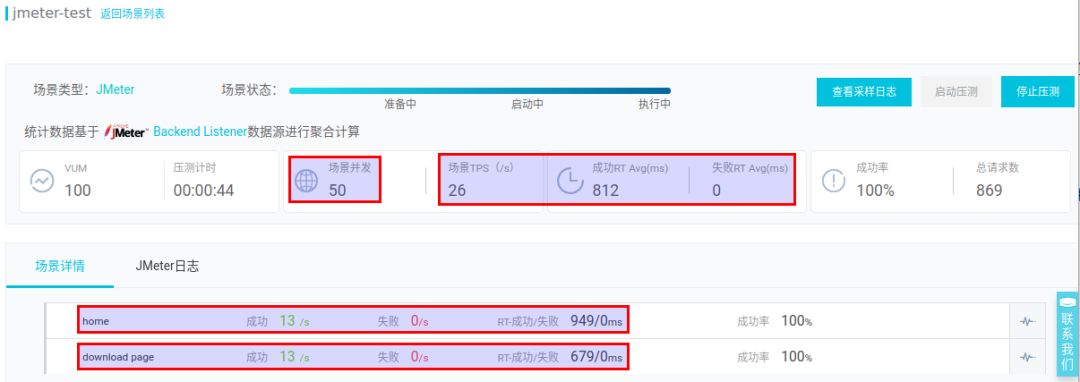 jmeter-test 返回场景列表
场景类型：JMeter 场景状态： 查看采样日志 启动压测 停止压测
准备中 启动中 执行中
统计数据基于 APACHE JMeter™ Backend Listener数据源进行聚合计算
VUM 压测计时 场景并发 场景TPS（/s） 成功RT Avg(ms) 失败RT Avg(ms) 成功率 总请求数
100 00:00:44 50 26 812 0 100% 869
场景详情 JMeter日志
home 成功 13 /s 失败 0/s RT-成功/失败 949/0ms 成功率 100%
download page 成功 13 /s 失败 0/s RT-成功/失败 679/0ms 成功率 100%
联系我们